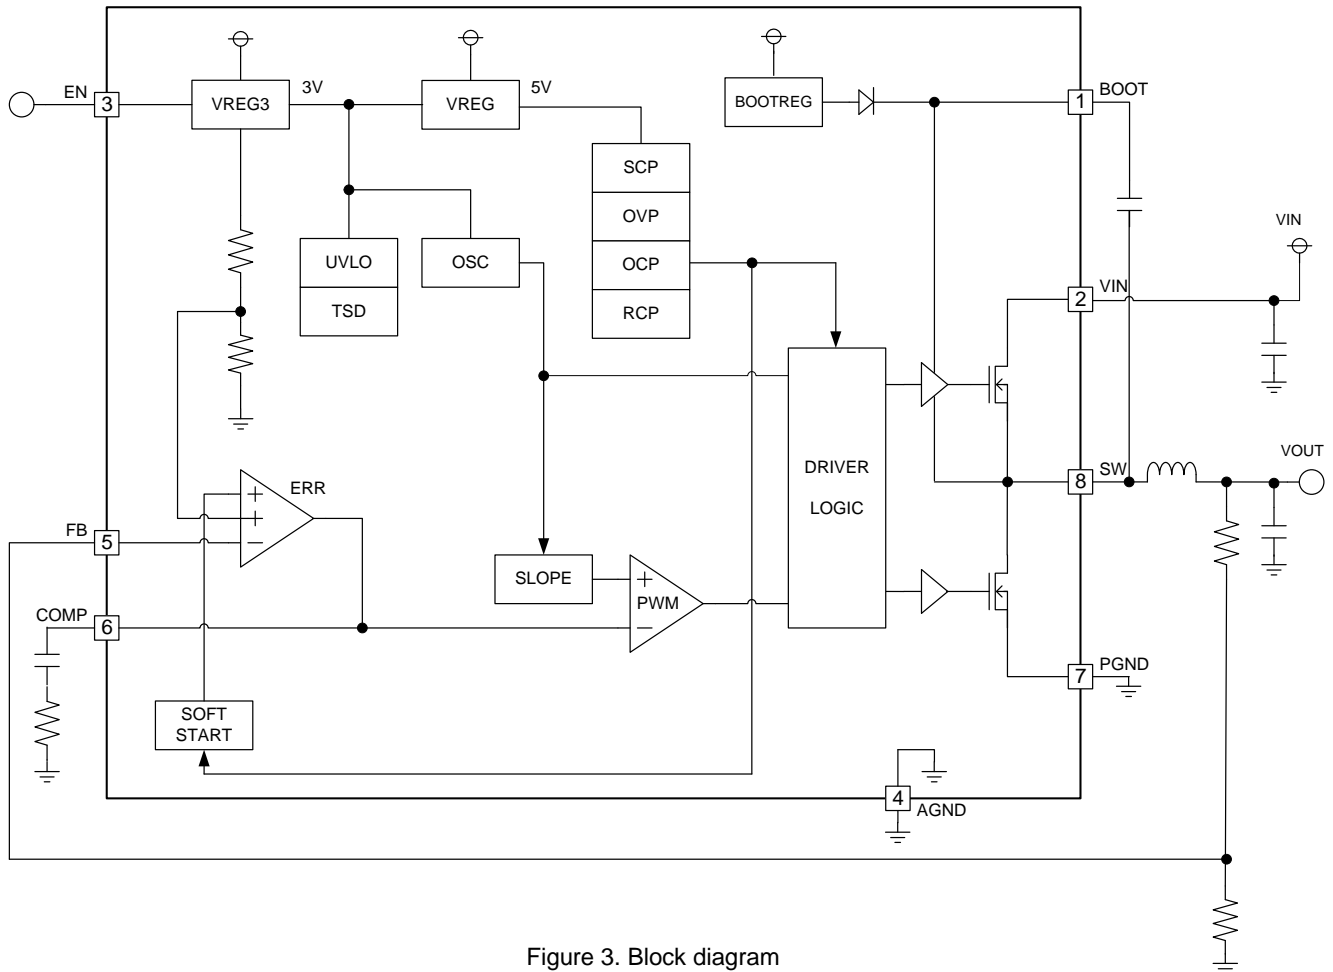 EN
3
VREG3
3V
VREG
5V
BOOTREG
1
BOOT
SCP
OVP
OCP
RCP
UVLO
TSD
OSC
VIN
2
VIN
DRIVER
LOGIC
ERR
+
+
−
FB
5
SLOPE
+
PWM
−
COMP
6
8
SW
VOUT
7
PGND
SOFT
START
4
AGND
Figure 3. Block diagram